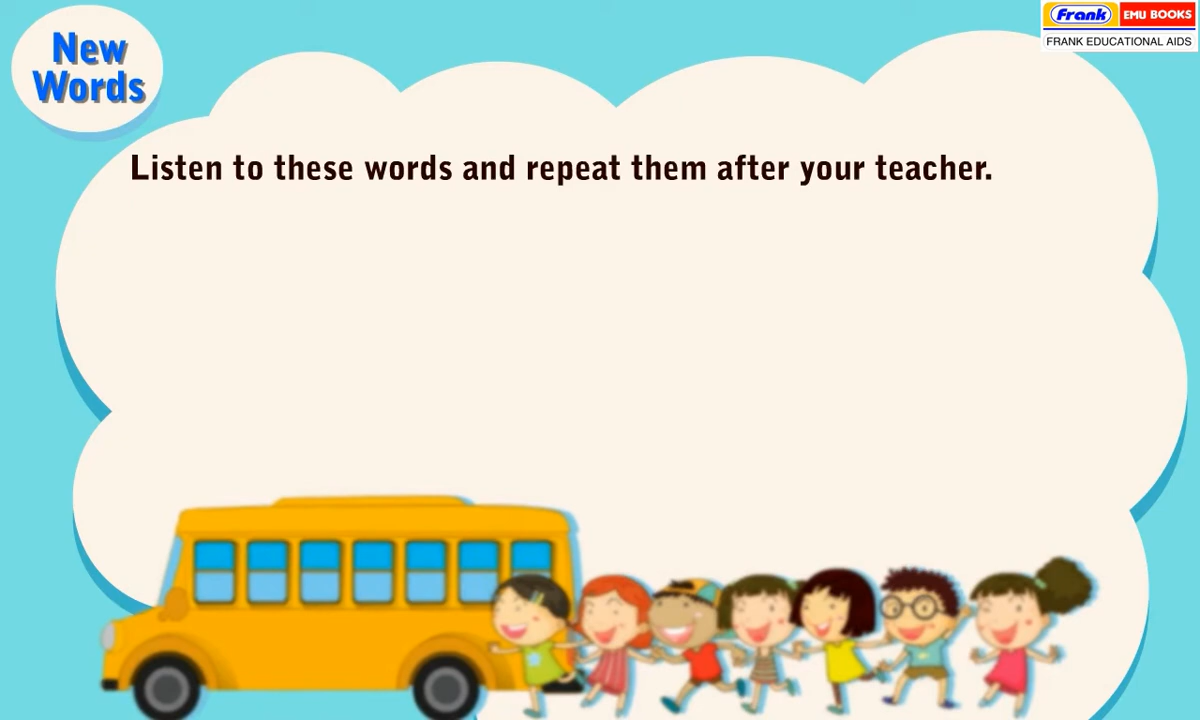 New
Words
Frank EMU BOOKS
FRANK EDUCATIONAL AIDS
Listen to these words and repeat them after your teacher.